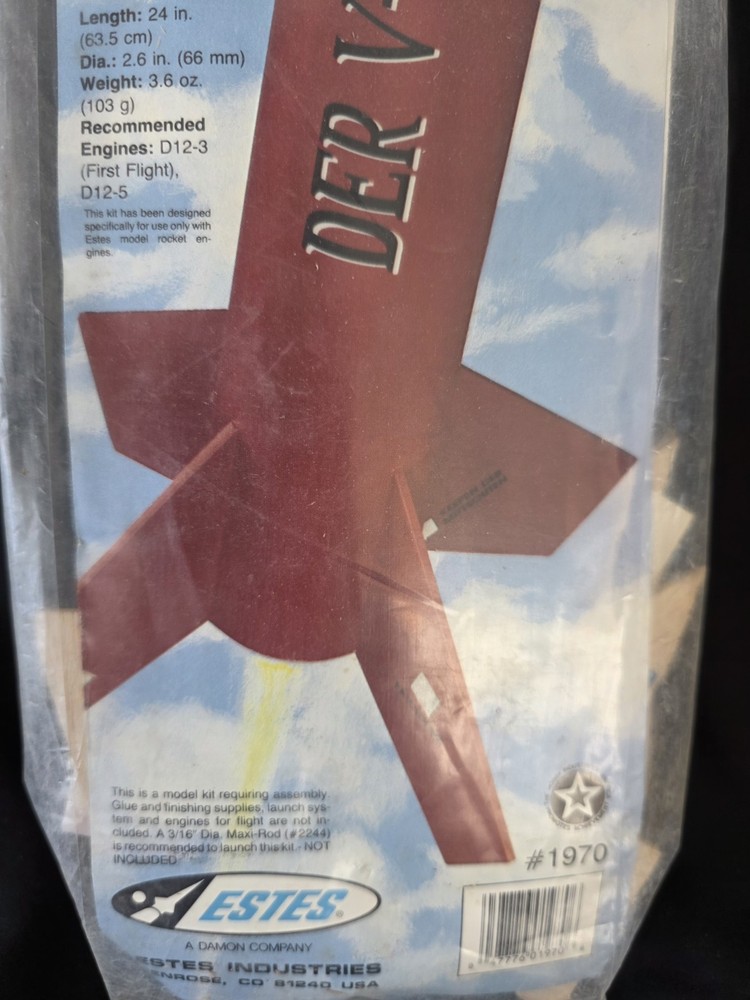 Length: 24 in.
(63.5 cm)
Dia.: 2.6 in. (66 mm)
Weight: 3.6 oz.
(103 g)
Recommended
Engines: D12-3
(First Flight),
D12-5
This kit has been designed
specifically for use only with
Estes model rocket en-
gines.
DER V-
This is a model kit requiring assembly.
Glue and finishing supplies, launch sys-
tem and engines for flight are not in-
cluded. A 3/16" Dia. Maxi-Rod (#2244)
is recommended to launch this kit - NOT
INCLUDED
#1970
ESTES®
A DAMON COMPANY
ESTES INDUSTRIES
ENROSE, CO 81240 USA